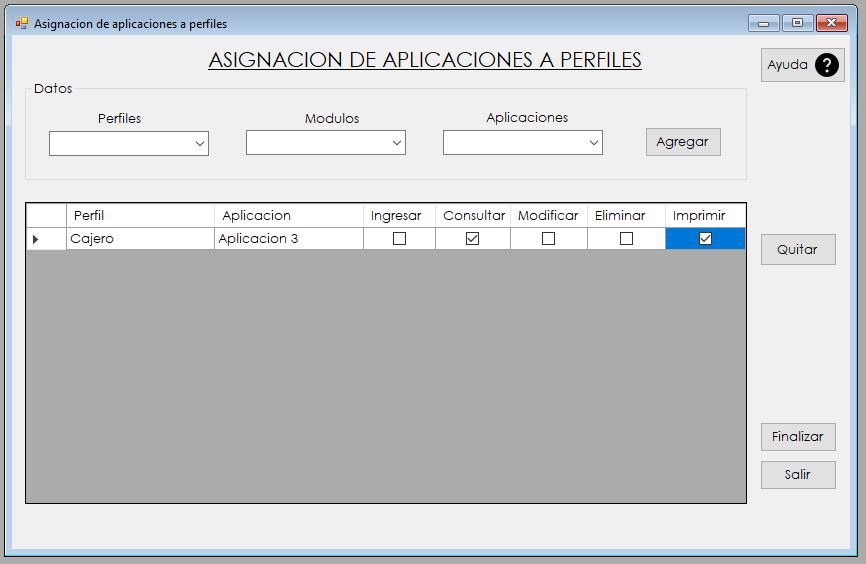 Asignacion de aplicaciones a perfiles
ASIGNACION DE APLICACIONES A PERFILES
Ayuda ?
Datos
Perfiles Modulos Aplicaciones
Agregar
Perfil Aplicacion Ingresar Consultar Modificar Eliminar Imprimir
Cajero Aplicacion 3
Quitar
Finalizar
Salir